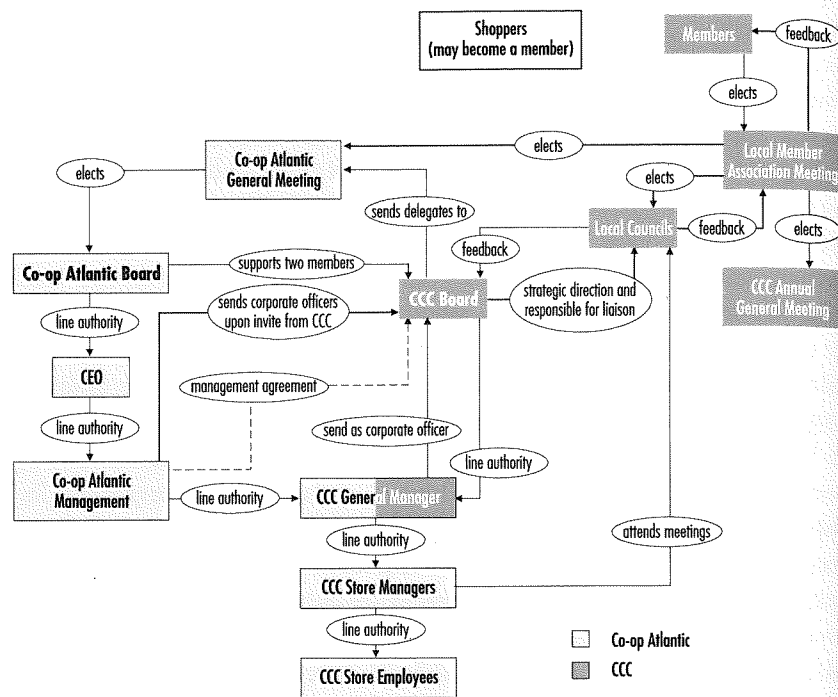 Shoppers
(may become a member)
Members
feedback
elects
Co-op Atlantic
General Meeting
elects
Local Member
Association Meeting
elects
elects
sends delegates to
Local Councils
feedback
feedback
elects
Co-op Atlantic Board
supports two members
CCC Board
strategic direction and
responsible for liaison
CCC Annual
General Meeting
line authority
sends corporate officers
upon invite from CCC
CEO
management agreement
line authority
send as corporate officer
line authority
Co-op Atlantic
Management
line authority
CCC General Manager
attends meetings
line authority
CCC Store Managers
line authority
CCC Store Employees
Co-op Atlantic
CCC